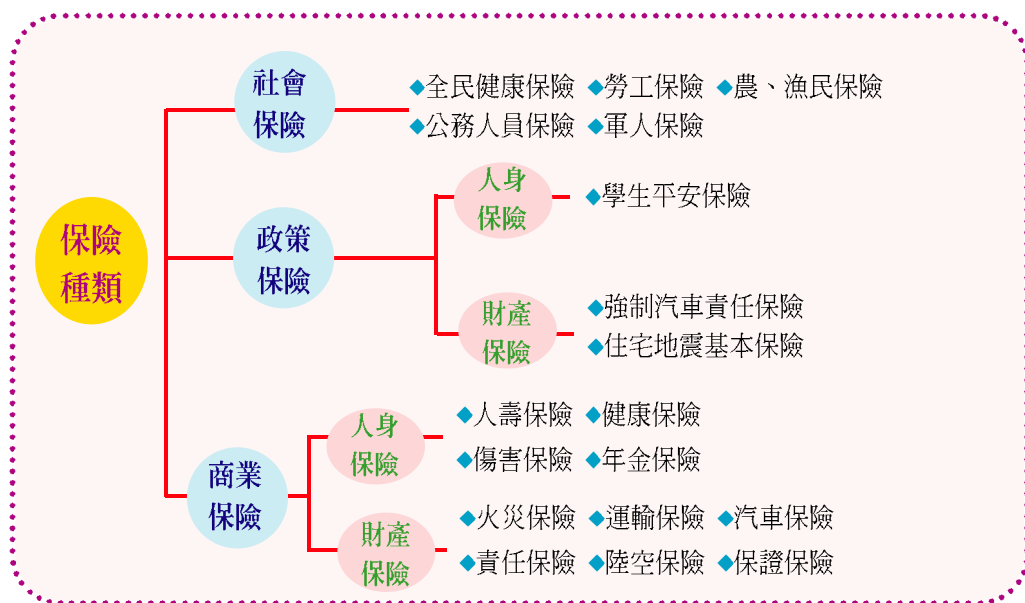 保險
種類
社會
保險
◆全民健康保險 ◆勞工保險 ◆農、漁民保險
◆公務人員保險 ◆軍人保險
政策
保險
人身
保險
◆學生平安保險
財產
保險
◆強制汽車責任保險
◆住宅地震基本保險
商業
保險
人身
保險
◆人壽保險 ◆健康保險
◆傷害保險 ◆年金保險
財產
保險
◆火災保險 ◆運輸保險 ◆汽車保險
◆責任保險 ◆陸空保險 ◆保證保險